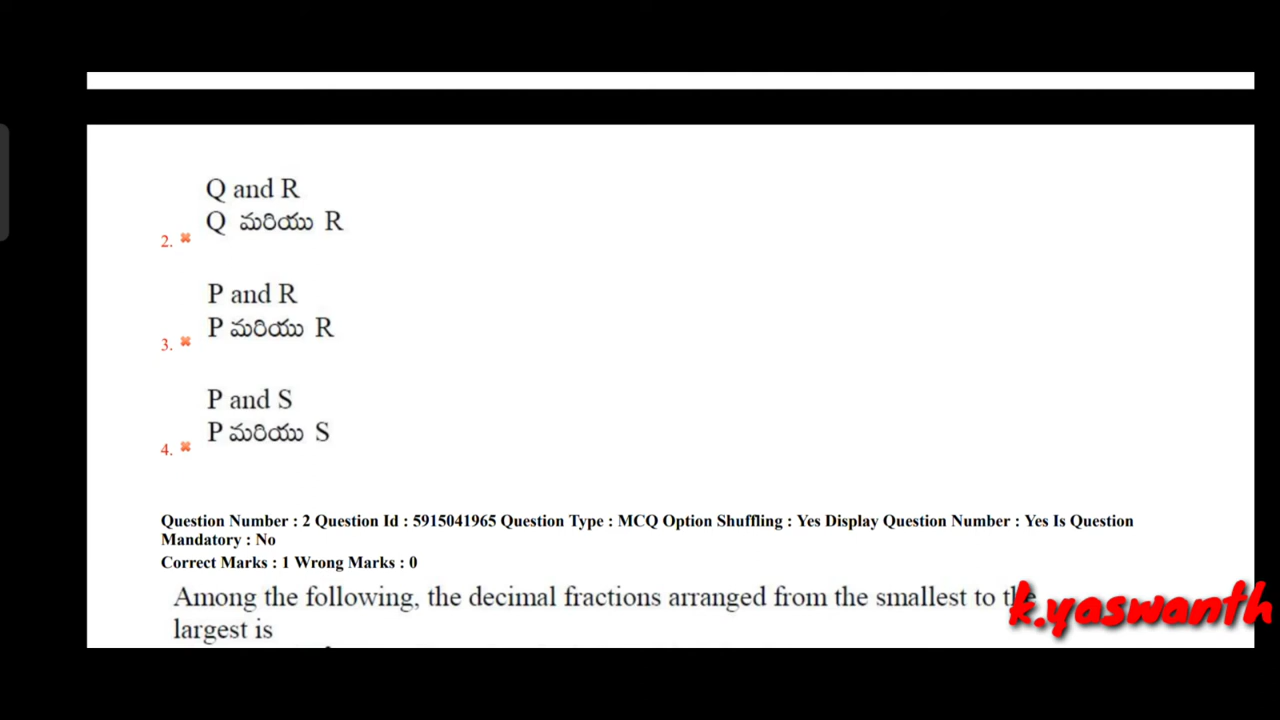 Q and R
Q మరియు R
2.
P and R
P మరియు R
3.
P and S
P మరియు S
4.
Question Number : 2 Question Id : 5915041965 Question Type : MCQ Option Shuffling : Yes Display Question Number : Yes Is Question
Mandatory : No
Correct Marks : 1 Wrong Marks : 0
Among the following, the decimal fractions arranged from the smallest to the
largest is
k.yaswanth